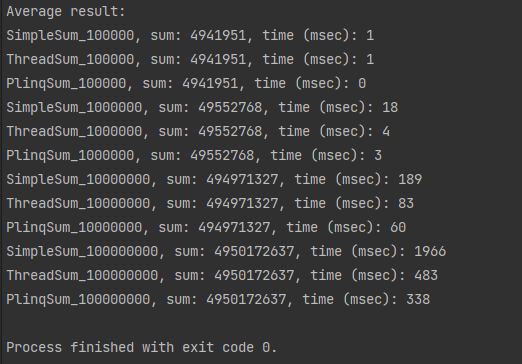 Average result:
SimpleSum_100000, sum: 4941951, time (msec): 1
ThreadSum_100000, sum: 4941951, time (msec): 1
PlinqSum_100000, sum: 4941951, time (msec): 0
SimpleSum_1000000, sum: 49552768, time (msec): 18
ThreadSum_1000000, sum: 49552768, time (msec): 4
PlinqSum_1000000, sum: 49552768, time (msec): 3
SimpleSum_10000000, sum: 494971327, time (msec): 189
ThreadSum_10000000, sum: 494971327, time (msec): 83
PlinqSum_10000000, sum: 494971327, time (msec): 60
SimpleSum_100000000, sum: 4950172637, time (msec): 1966
ThreadSum_100000000, sum: 4950172637, time (msec): 483
PlinqSum_100000000, sum: 4950172637, time (msec): 338
Process finished with exit code 0.